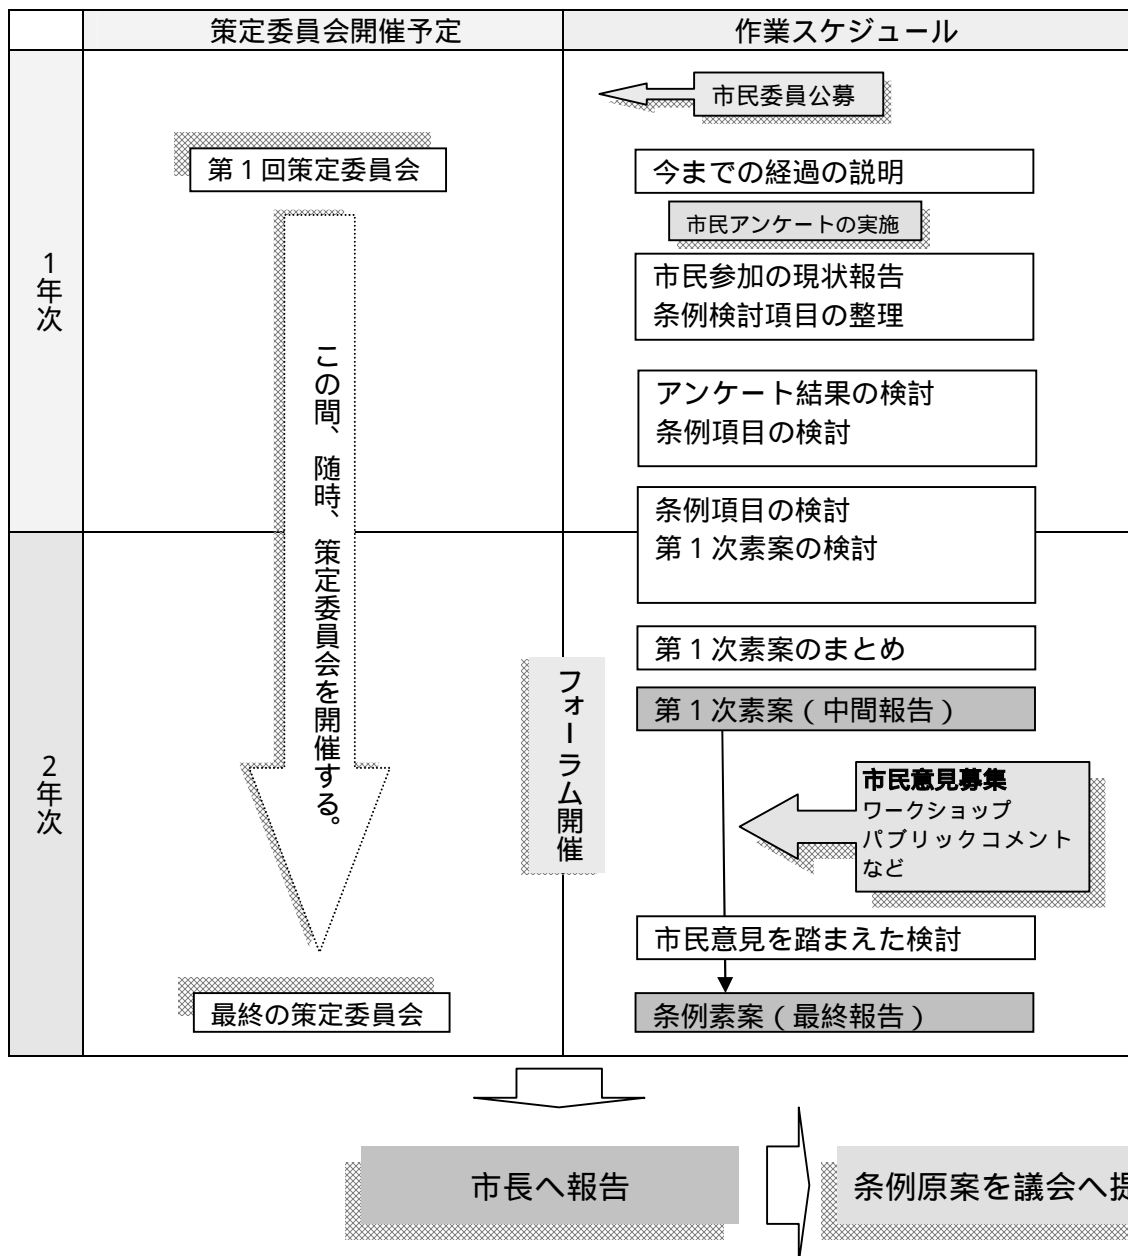 策定委員会開催予定
作業スケジュール
1年次
市民委員公募
第1回策定委員会
今までの経過の説明
市民アンケートの実施
市民参加の現状報告
条例検討項目の整理
アンケート結果の検討
条例項目の検討
条例項目の検討
第1次素案の検討
この間、随時、策定委員会を開催する。
2年次
フォーラム開催
第1次素案のまとめ
第1次素案(中間報告)
市民意見募集
ワークショップ
パブリックコメント
など
市民意見を踏まえた検討
最終の策定委員会
条例素案(最終報告)
市長へ報告
条例原案を議会へ提